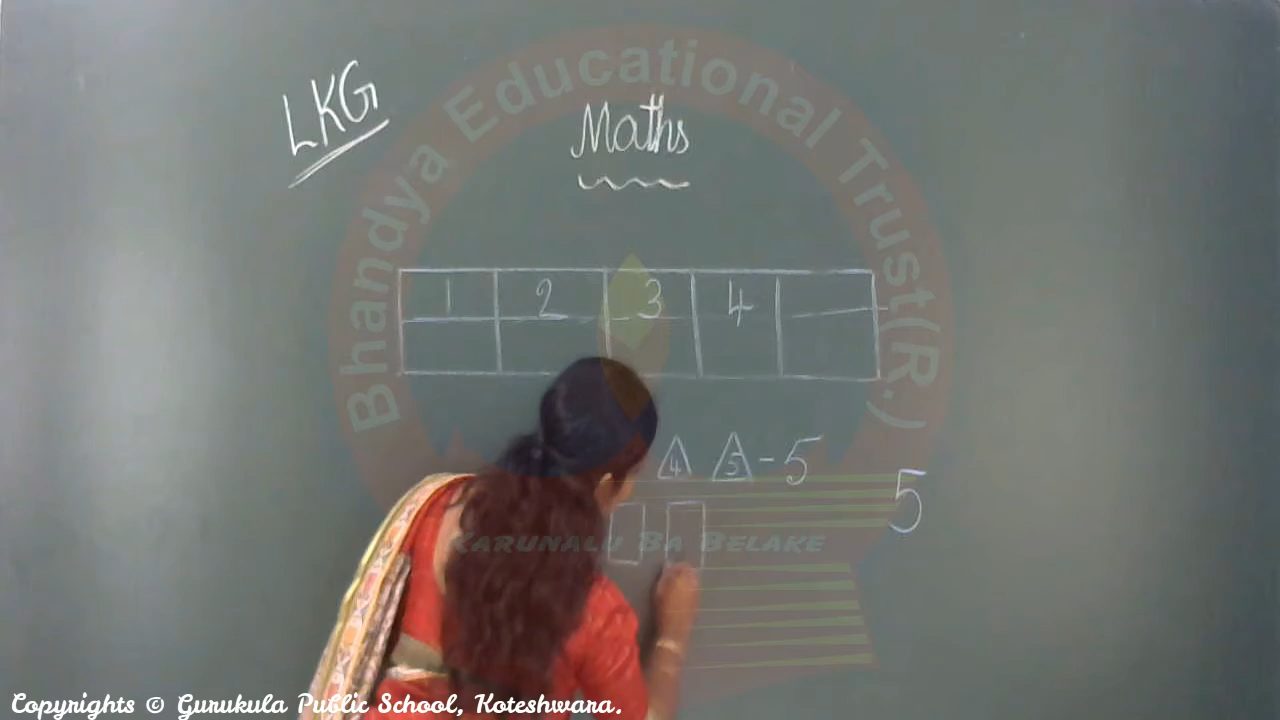 LKG
Maths
Bhandya Educational Trust(R.)
1 2 3 4
4 5 - 5
5
Karunalu Ba Belake
Copyrights © Gurukula Public School, Koteshwara.